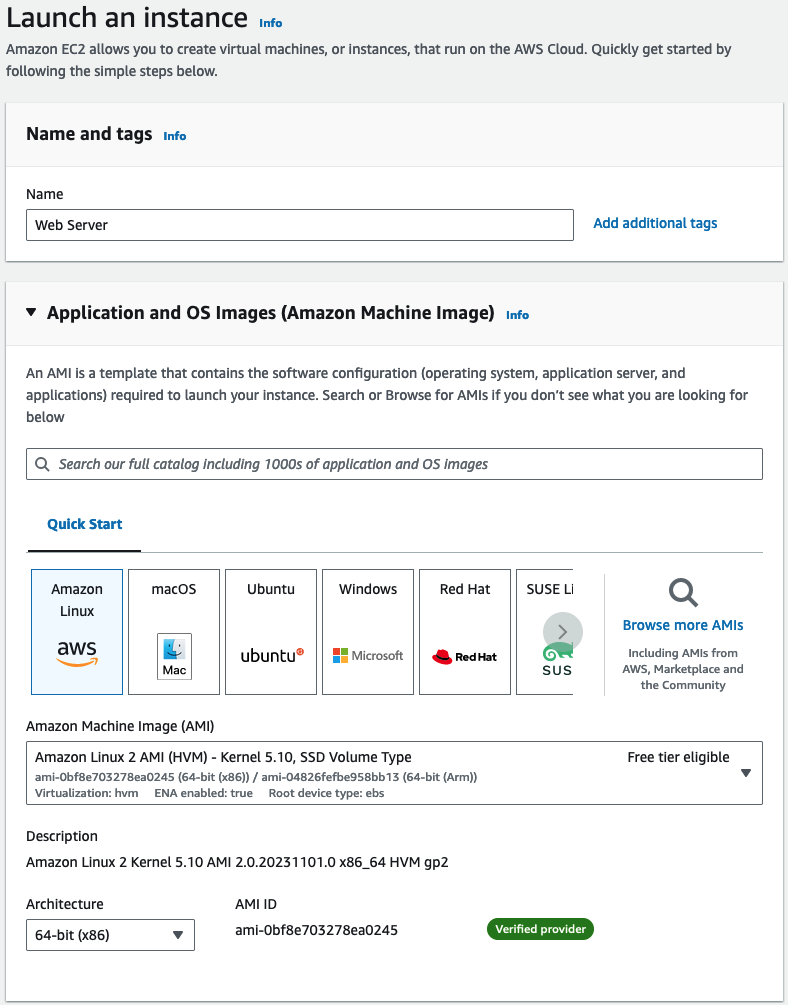 Launch an instance Info
Amazon EC2 allows you to create virtual machines, or instances, that run on the AWS Cloud. Quickly get started by
following the simple steps below.
Name and tags Info
Name
Web Server
Add additional tags
Application and OS Images (Amazon Machine Image) Info
An AMI is a template that contains the software configuration (operating system, application server, and
applications) required to launch your instance. Search or Browse for AMIs if you don't see what you are looking for
below
Search our full catalog including 1000s of application and OS images
Quick Start
Amazon
Linux
aws
macOS
Mac
Ubuntu
ubuntu
Windows
Microsoft
Red Hat
Red Hat
SUSE Li
SUS
Browse more AMIs
Including AMIs from
AWS, Marketplace and
the Community
Amazon Machine Image (AMI)
Amazon Linux 2 AMI (HVM) - Kernel 5.10, SSD Volume Type
Free tier eligible
ami-0bf8e703278ea0245 (64-bit (x86)) / ami-04826fefbe958bb13 (64-bit (Arm))
Virtualization: hvm ENA enabled: true Root device type: ebs
Description
Amazon Linux 2 Kernel 5.10 AMI 2.0.20231101.0 x86_64 HVM gp2
Architecture
64-bit (x86)
AMI ID
ami-0bf8e703278ea0245
Verified provider